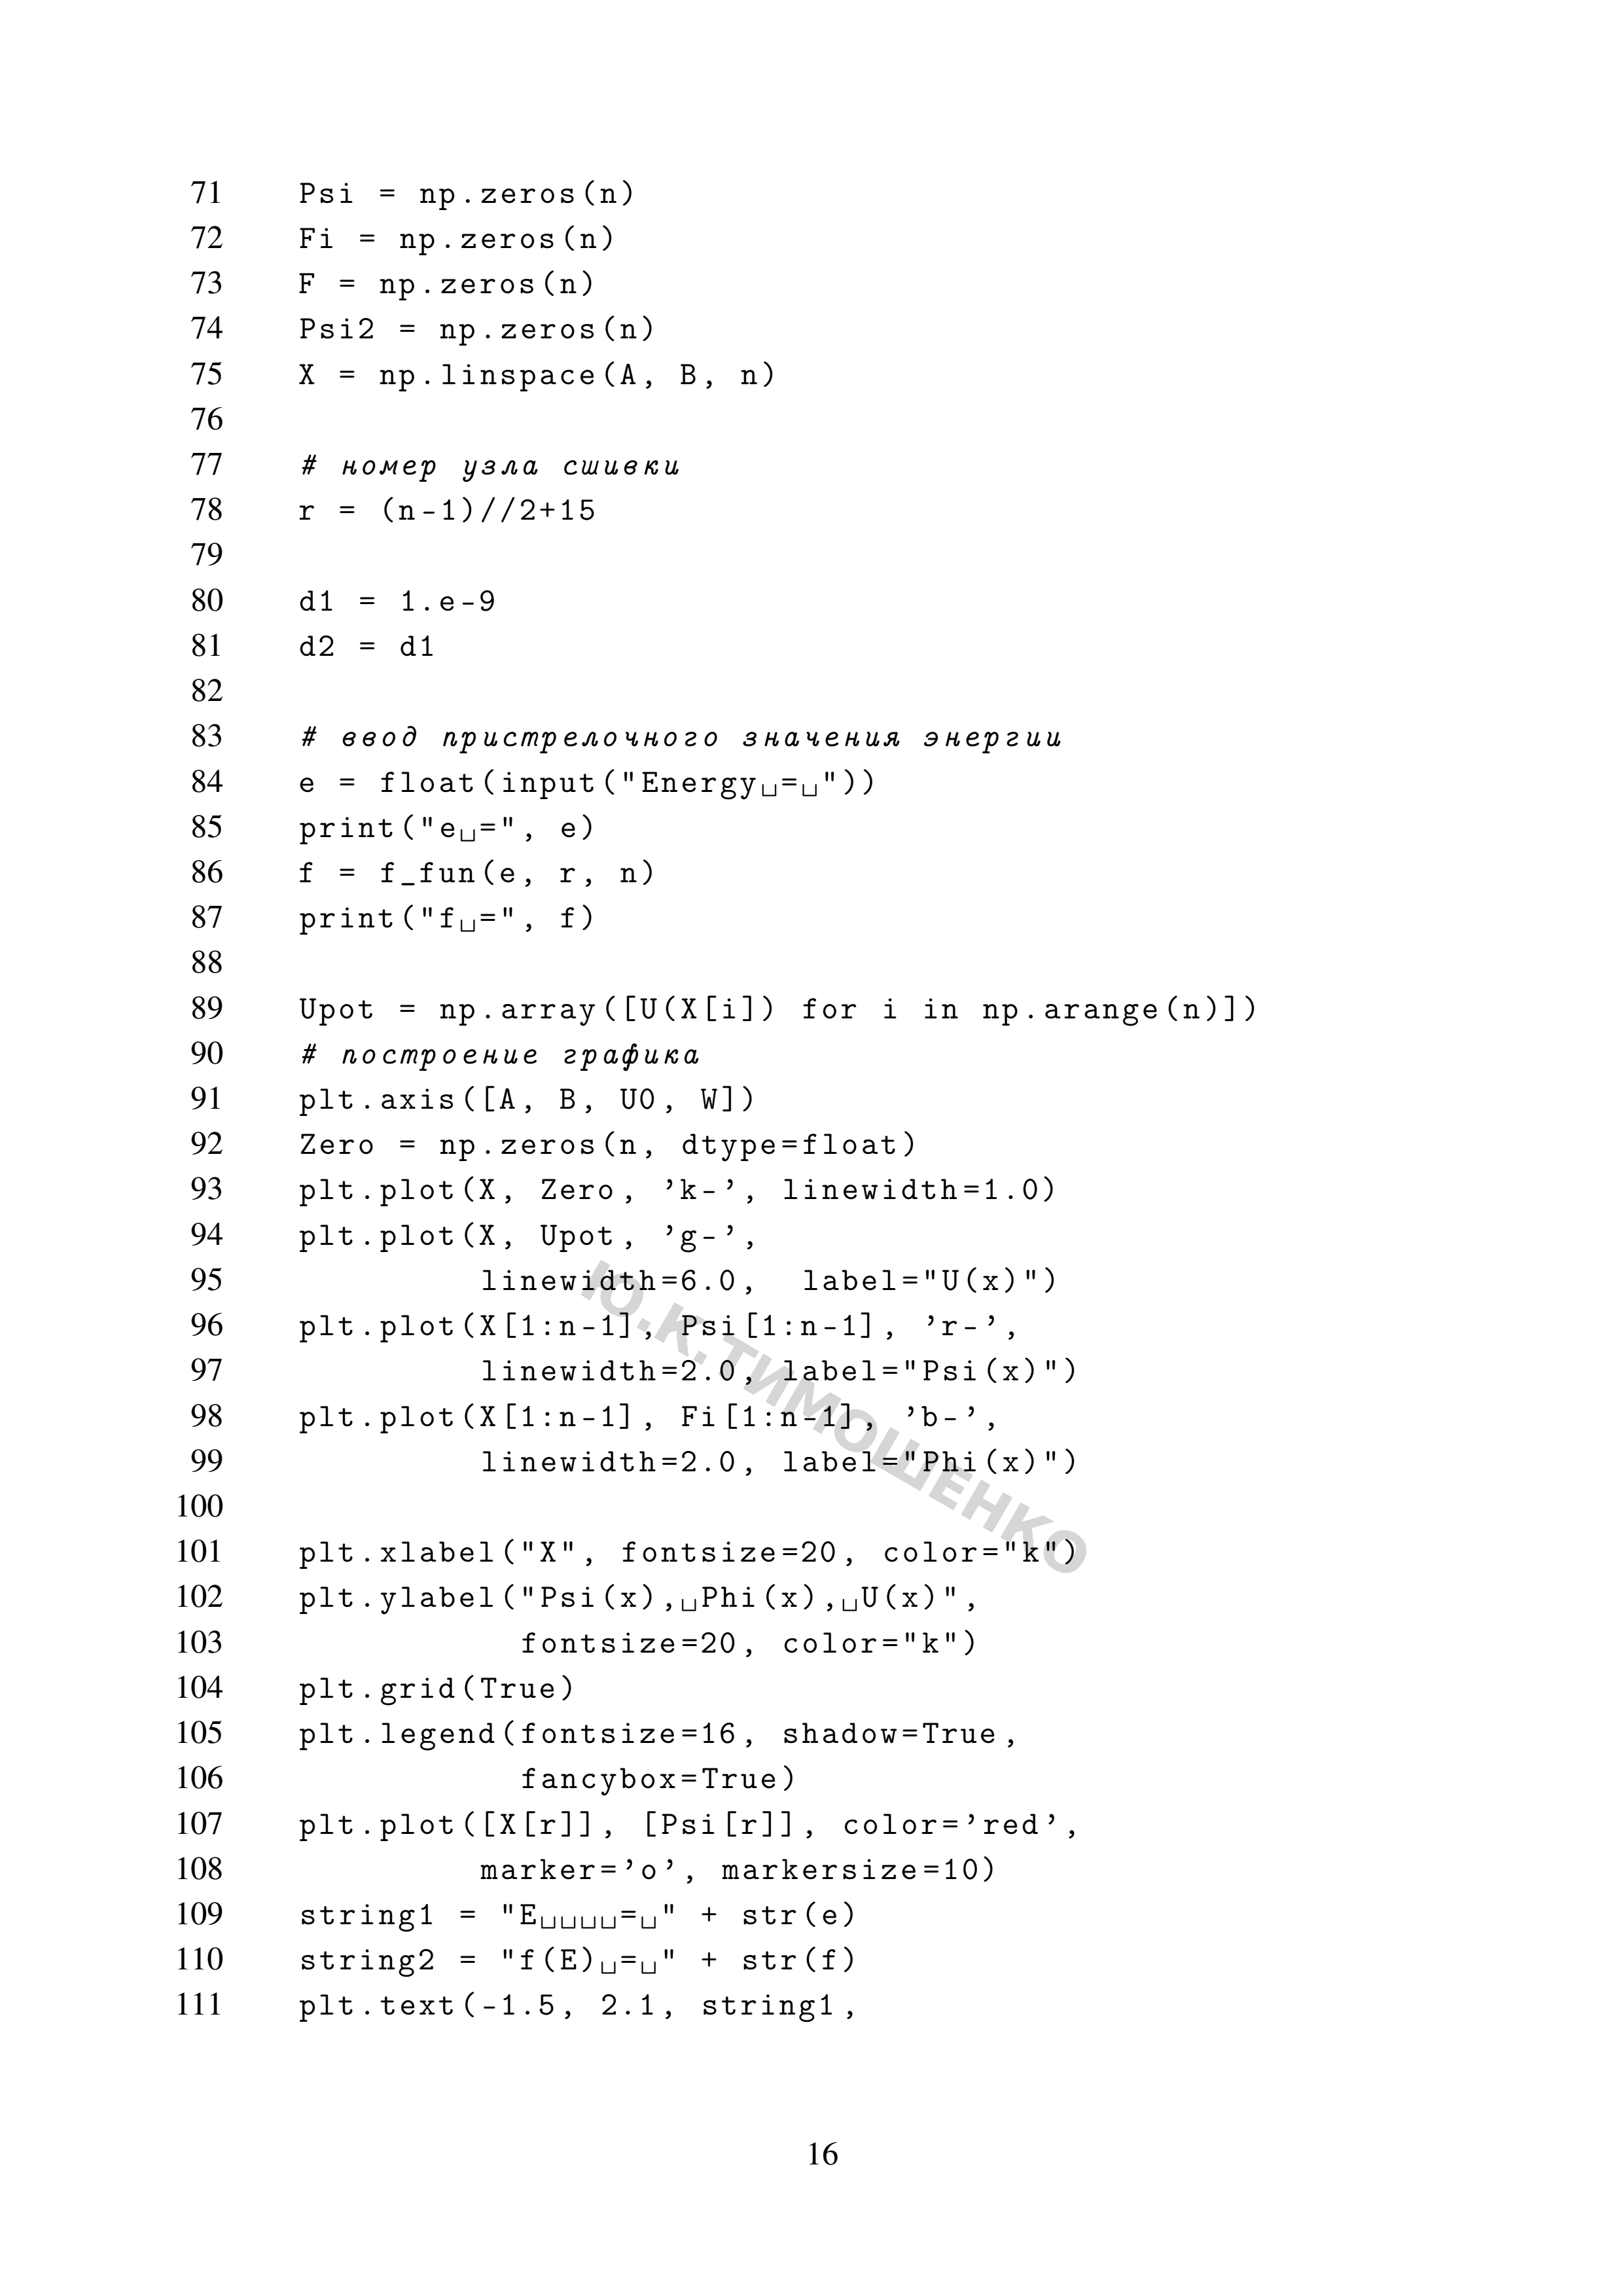 71 Psi = np.zeros(n)
72 Fi = np.zeros(n)
73 F = np.zeros(n)
74 Psi2 = np.zeros(n)
75 X = np.linspace(A, B, n)
76
77 # номер узла сшивки
78 r = (n-1)//2+15
79
80 d1 = 1.e-9
81 d2 = d1
82
83 # ввод пристрелочного значения энергии
84 e = float(input("Energy␣=␣"))
85 print("e␣=", e)
86 f = f_fun(e, r, n)
87 print("f␣=", f)
88
89 Upot = np.array([U(X[i]) for i in np.arange(n)])
90 # построение графика
91 plt.axis([A, B, U0, W])
92 Zero = np.zeros(n, dtype=float)
93 plt.plot(X, Zero, 'k-', linewidth=1.0)
94 plt.plot(X, Upot, 'g-',
95          linewidth=6.0,  label="U(x)")
96 plt.plot(X[1:n-1], Psi[1:n-1], 'r-',
97          linewidth=2.0, label="Psi(x)")
98 plt.plot(X[1:n-1], Fi[1:n-1], 'b-',
99          linewidth=2.0, label="Phi(x)")
100
101 plt.xlabel("X", fontsize=20, color="k")
102 plt.ylabel("Psi(x),␣Phi(x),␣U(x)",
103            fontsize=20, color="k")
104 plt.grid(True)
105 plt.legend(fontsize=16, shadow=True,
106            fancybox=True)
107 plt.plot([X[r]], [Psi[r]], color='red',
108          marker='o', markersize=10)
109 string1 = "E␣␣␣␣=␣" + str(e)
110 string2 = "f(E)␣=␣" + str(f)
111 plt.text(-1.5, 2.1, string1,
Ю.К.ТИМОШЕНКО
16